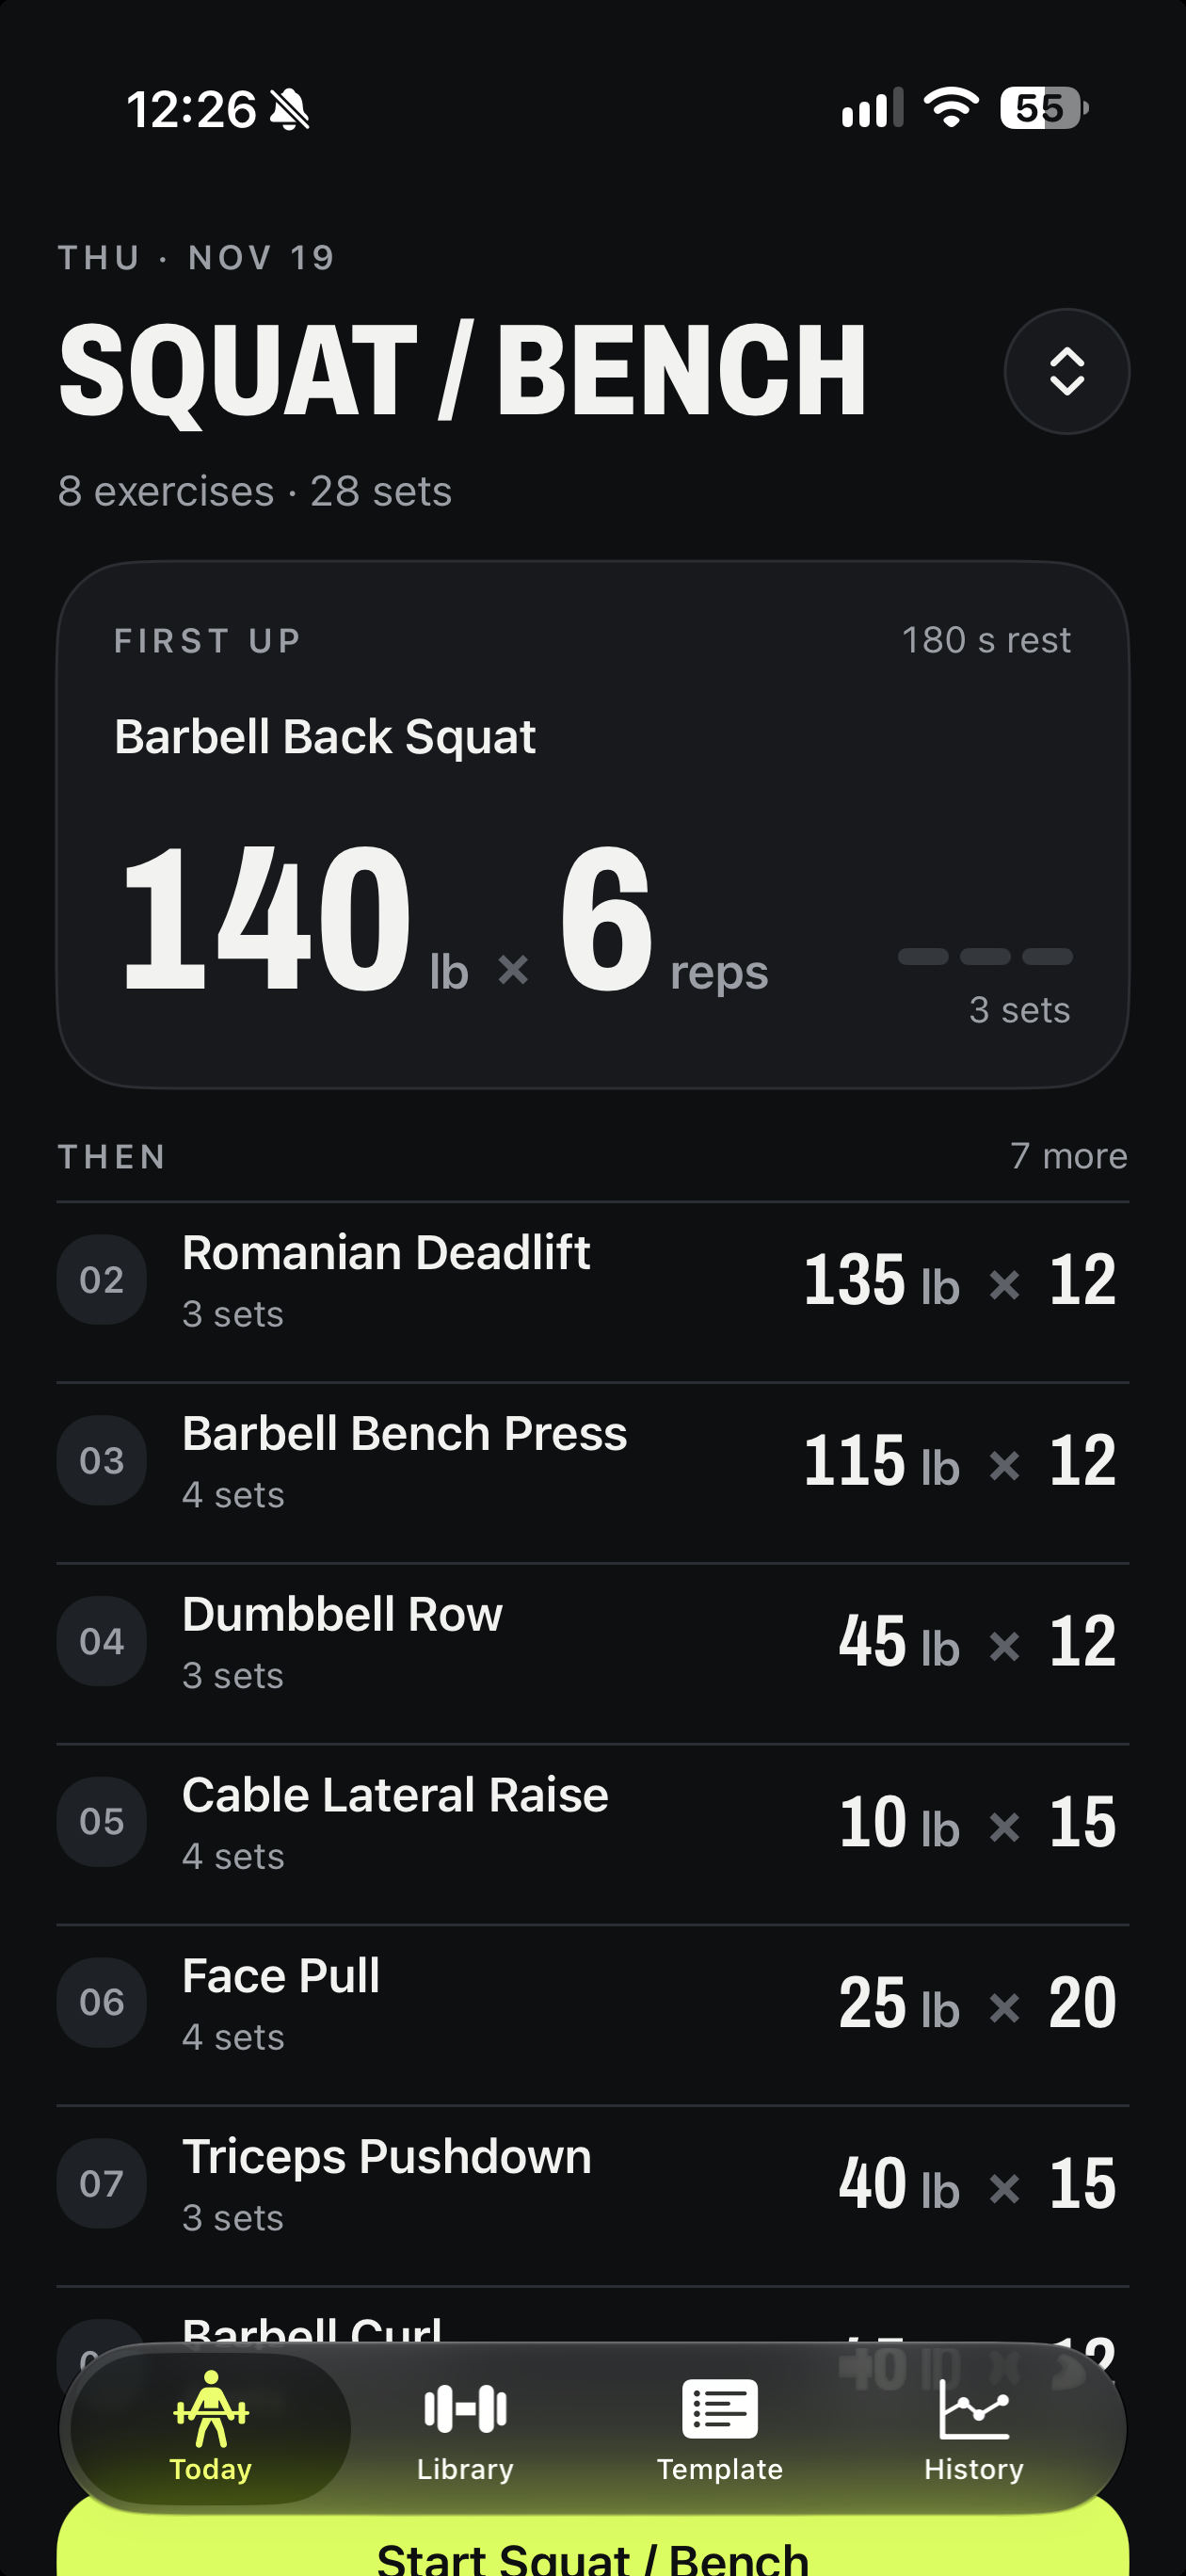 12:26
55
THU · NOV 19
SQUAT / BENCH
8 exercises · 28 sets
FIRST UP
180 s rest
Barbell Back Squat
140 lb × 6 reps
3 sets
THEN
7 more
02
Romanian Deadlift
135 lb × 12
3 sets
03
Barbell Bench Press
115 lb × 12
4 sets
04
Dumbbell Row
45 lb × 12
3 sets
05
Cable Lateral Raise
10 lb × 15
4 sets
06
Face Pull
25 lb × 20
4 sets
07
Triceps Pushdown
40 lb × 15
3 sets
Barbell Curl
Today
Library
Template
History
Start Squat / Bench